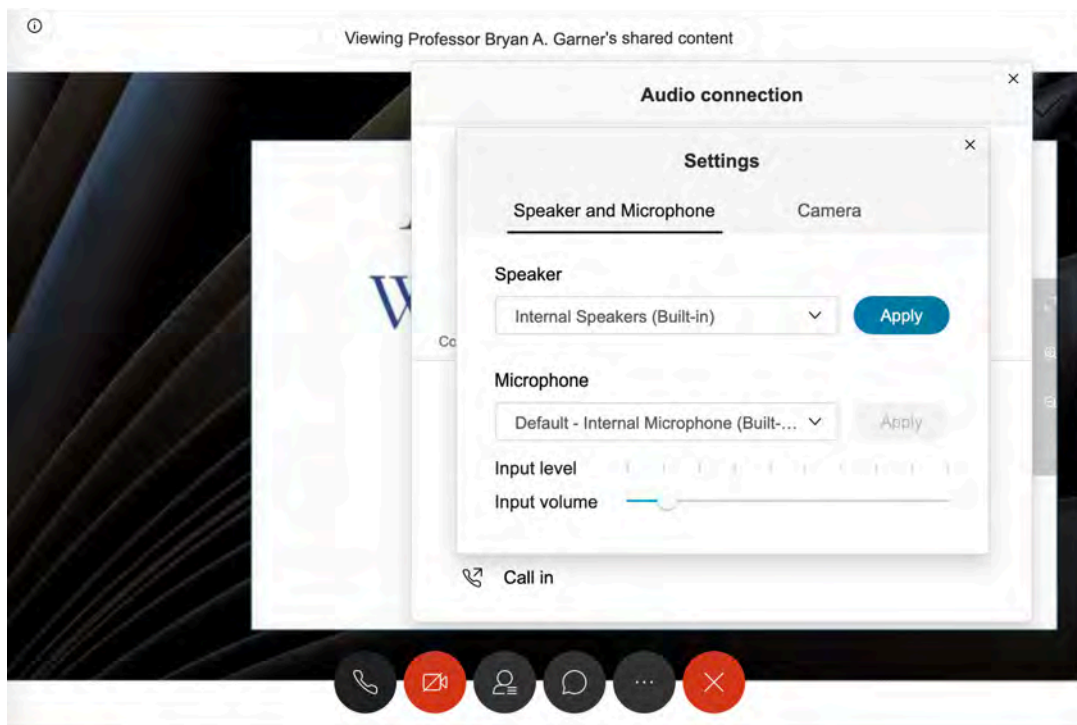 Viewing Professor Bryan A. Garner's shared content
Audio connection
Settings
Speaker and Microphone Camera
Speaker
Internal Speakers (Built-in) Apply
Co
Microphone
Default - Internal Microphone (Built-... Apply
Input level
Input volume
Call in